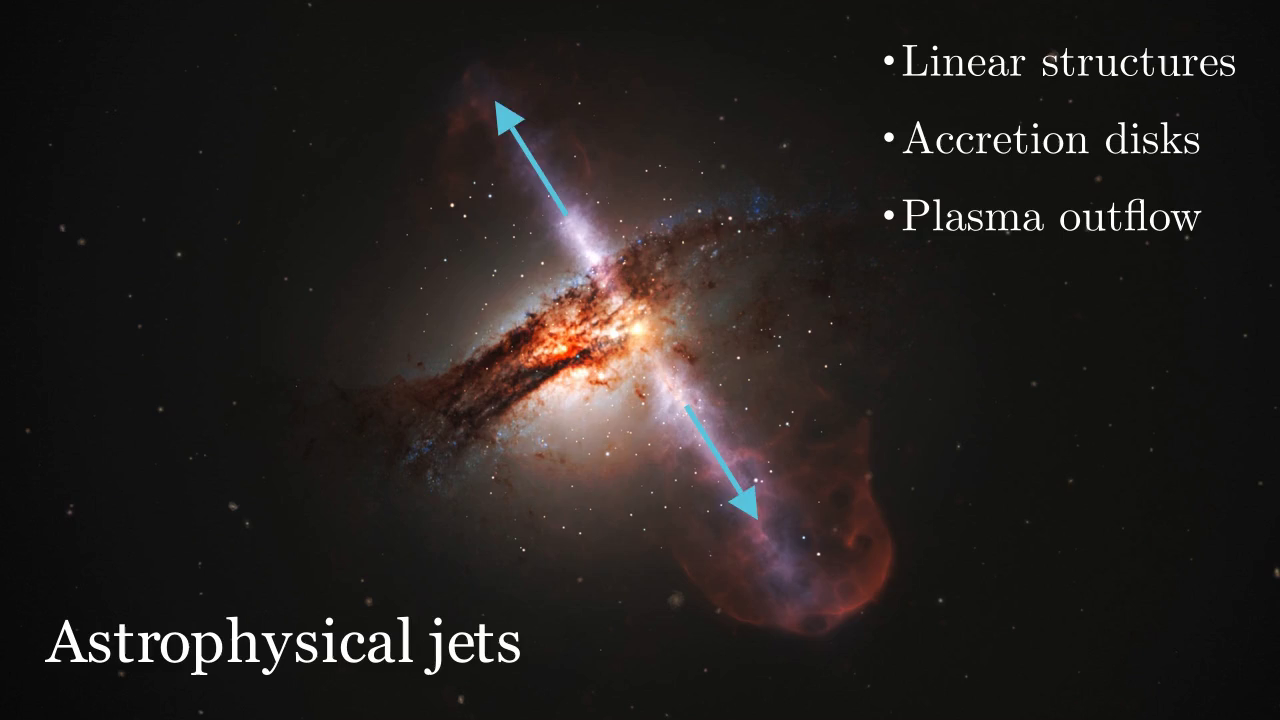 • Linear structures
• Accretion disks
• Plasma outflow
Astrophysical jets